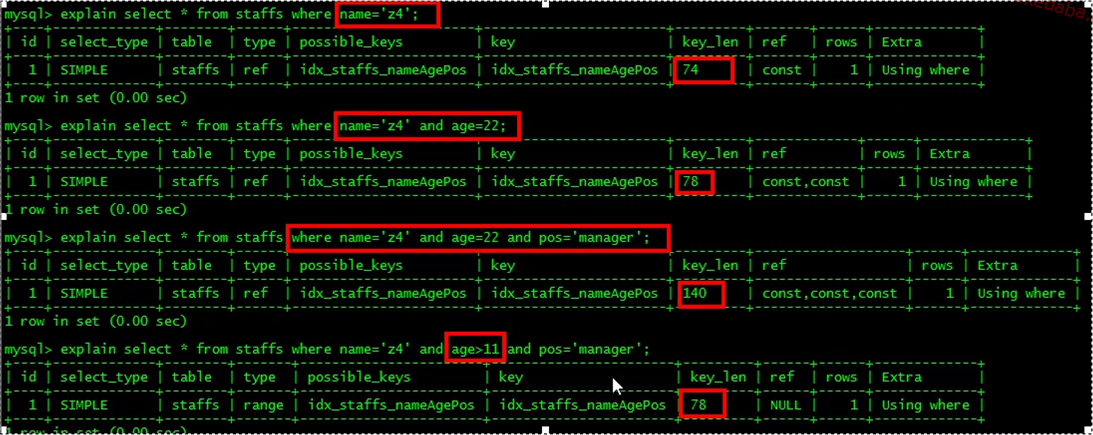 mysql> explain select * from staffs where name='z4';
| id | select_type | table | type | possible_keys | key | key_len | ref | rows | Extra |
| 1 | SIMPLE | staffs | ref | idx_staffs_nameAgePos | idx_staffs_nameAgePos | 74 | const | 1 | Using where |
1 row in set (0.00 sec)
mysql> explain select * from staffs where name='z4' and age=22;
| id | select_type | table | type | possible_keys | key | key_len | ref | rows | Extra |
| 1 | SIMPLE | staffs | ref | idx_staffs_nameAgePos | idx_staffs_nameAgePos | 78 | const,const | 1 | Using where |
1 row in set (0.00 sec)
mysql> explain select * from staffs where name='z4' and age=22 and pos='manager';
| id | select_type | table | type | possible_keys | key | key_len | ref | rows | Extra |
| 1 | SIMPLE | staffs | ref | idx_staffs_nameAgePos | idx_staffs_nameAgePos | 140 | const,const,const | 1 | Using where |
1 row in set (0.00 sec)
mysql> explain select * from staffs where name='z4' and age>11 and pos='manager';
| id | select_type | table | type | possible_keys | key | key_len | ref | rows | Extra |
| 1 | SIMPLE | staffs | range | idx_staffs_nameAgePos | idx_staffs_nameAgePos | 78 | NULL | 1 | Using where |
1 row in set (0.00 sec)